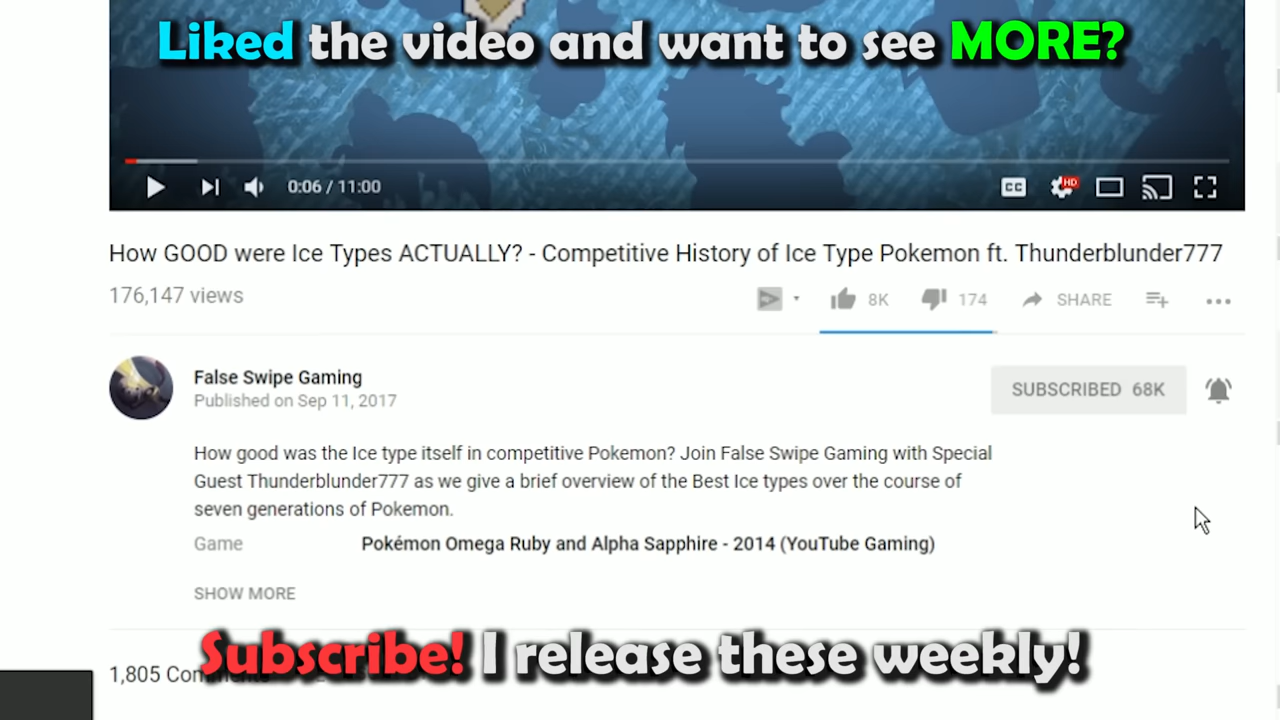 Liked the video and want to see MORE?
0:06 / 11:00
CC
HD
How GOOD were Ice Types ACTUALLY? - Competitive History of Ice Type Pokemon ft. Thunderblunder777
176,147 views
8K 174 SHARE
False Swipe Gaming
Published on Sep 11, 2017
SUBSCRIBED 68K
How good was the Ice type itself in competitive Pokemon? Join False Swipe Gaming with Special
Guest Thunderblunder777 as we give a brief overview of the Best Ice types over the course of
seven generations of Pokemon.
Game Pokémon Omega Ruby and Alpha Sapphire - 2014 (YouTube Gaming)
SHOW MORE
Subscribe! I release these weekly!
1,805 Comments